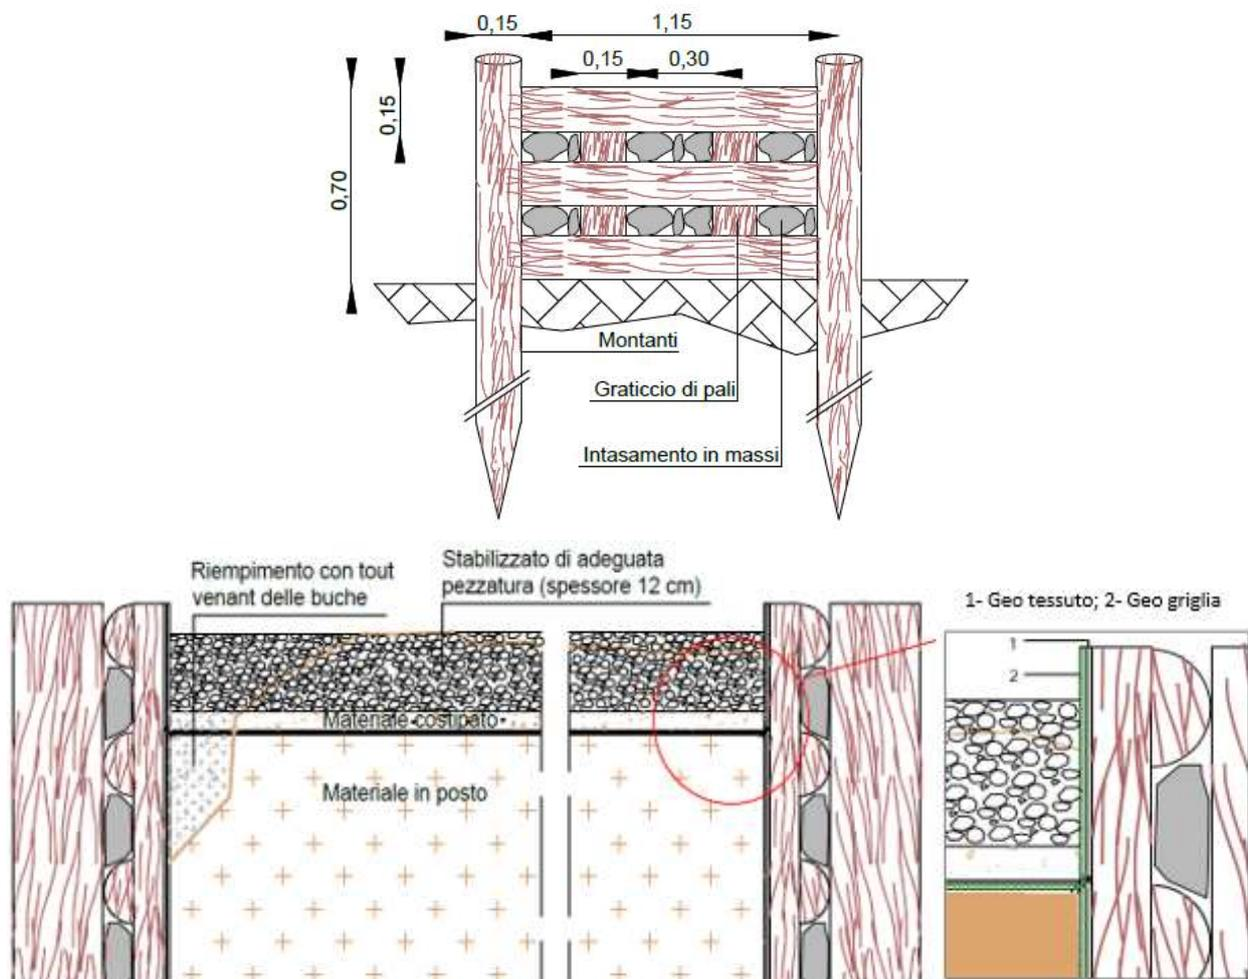 0,15
1,15
0,15
0,30
0,15
0,70
Montanti
Graticcio di pali
Intasamento in massi
Riempimento con tout
venant delle buche
Stabilizzato di adeguata
pezzatura (spessore 12 cm)
1- Geo tessuto; 2- Geo griglia
1
2
Materiale costipato
Materiale in posto